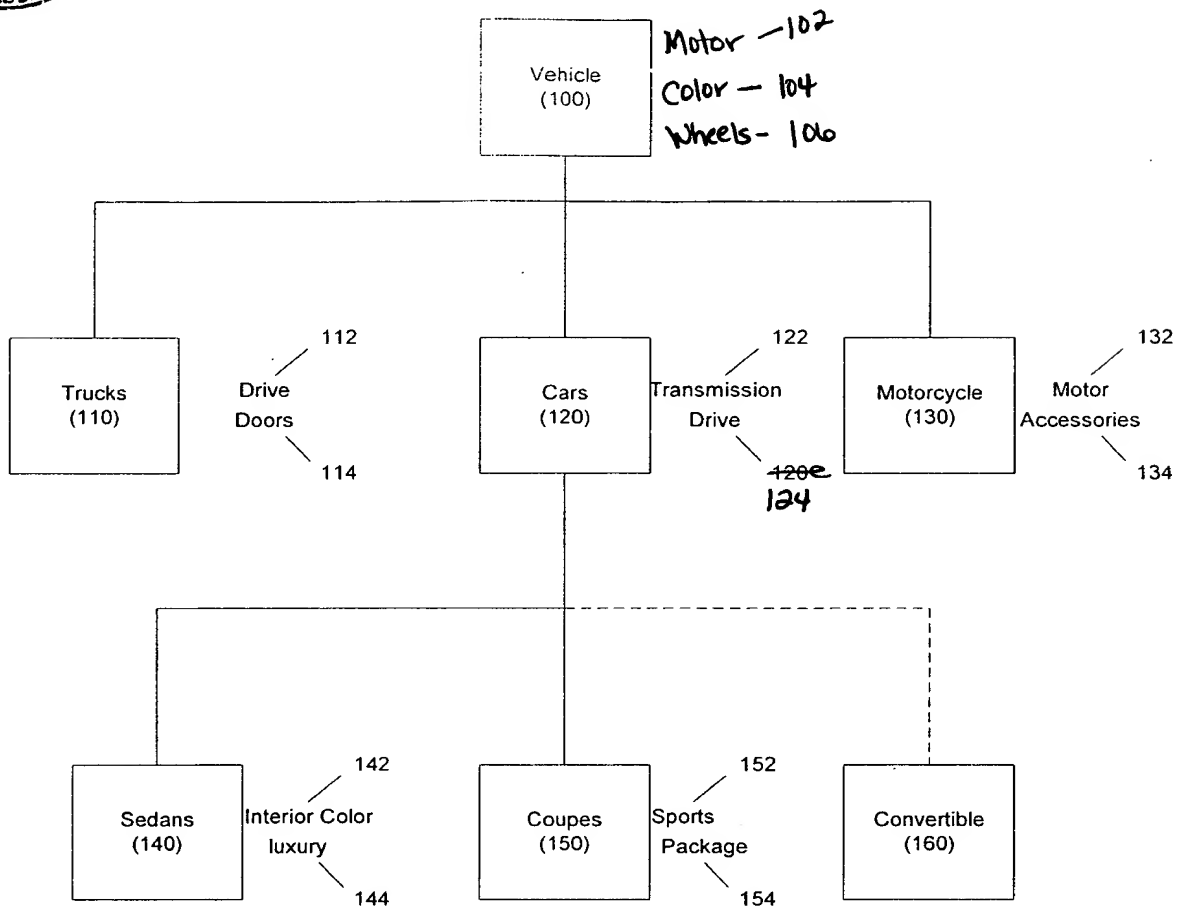 Motor - 102
Vehicle
(100)
Color - 104
Wheels - 106
112
122
132
Trucks
(110)
Drive
Doors
Cars
(120)
Transmission
Drive
Motorcycle
(130)
Motor
Accessories
114
120e
124
134
142
152
Sedans
(140)
Interior Color
luxury
Coupes
(150)
Sports
Package
Convertible
(160)
144
154